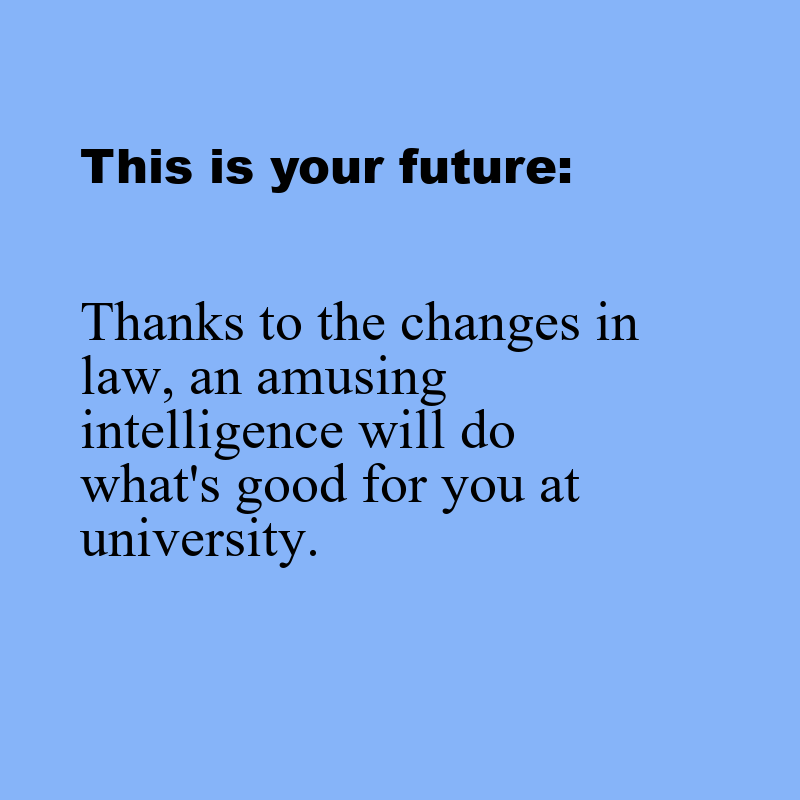 This is your future:
Thanks to the changes in
law, an amusing
intelligence will do
what's good for you at
university.